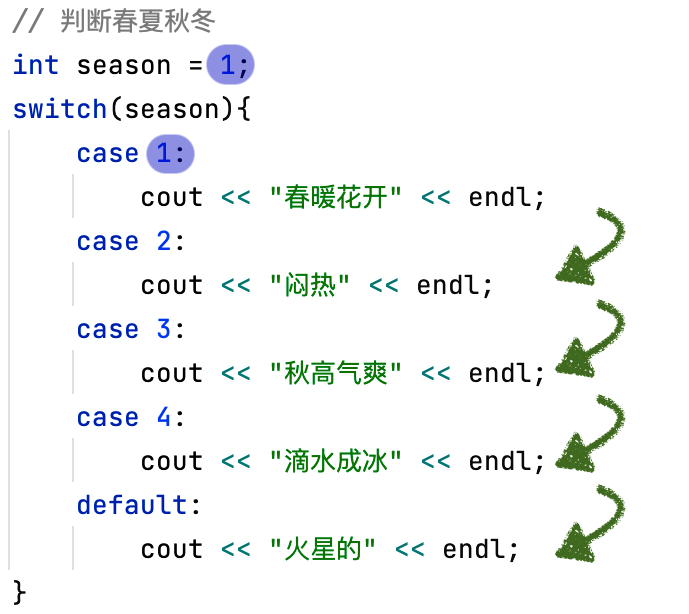 // 判断春夏秋冬
int season = 1;
switch(season){
    case 1:
        cout << "春暖花开" << endl;
    case 2:
        cout << "闷热" << endl;
    case 3:
        cout << "秋高气爽" << endl;
    case 4:
        cout << "滴水成冰" << endl;
    default:
        cout << "火星的" << endl;
}